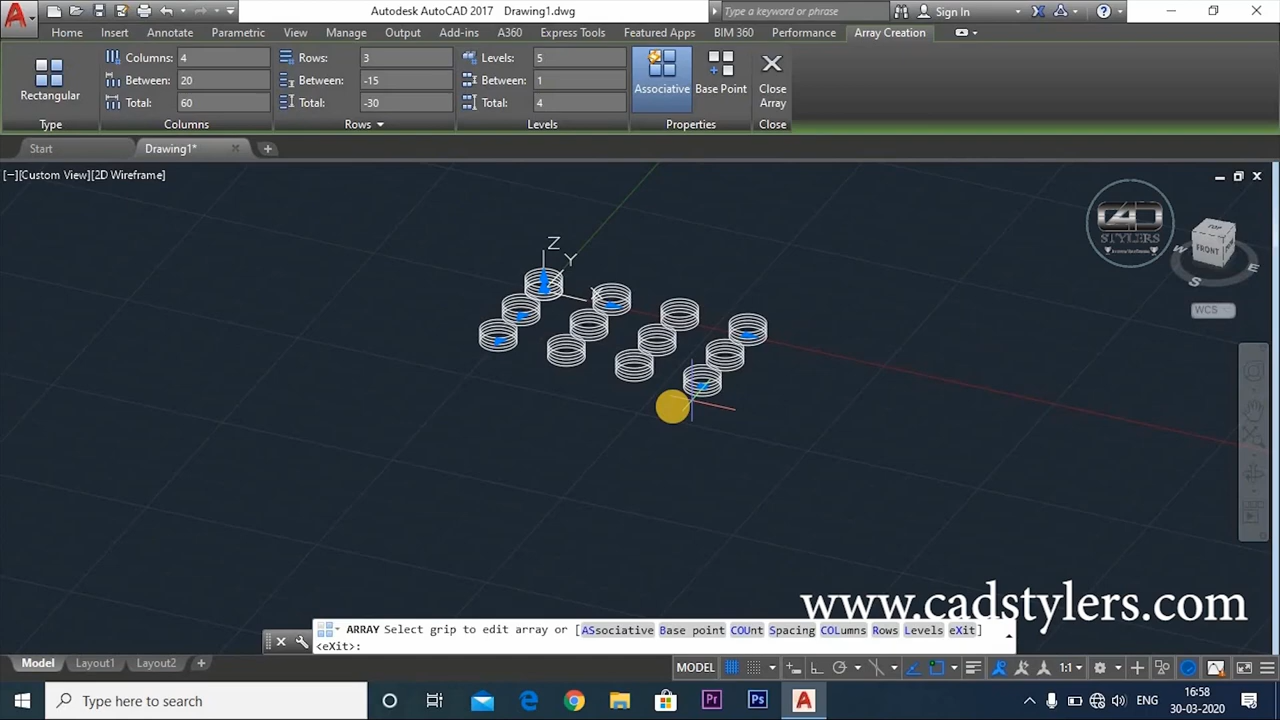 Autodesk AutoCAD 2017 Drawing1.dwg
Type a keyword or phrase
Sign In
Home Insert Annotate Parametric View Manage Output Add-ins A360 Express Tools Featured Apps BIM 360 Performance Array Creation
Columns: 4
Between: 20
Total: 60
Rows: 3
Between: -15
Total: -30
Levels: 5
Between: 1
Total: 4
Rectangular
Associative
Base Point
Close
Array
Type Columns Rows Levels Properties Close
Start Drawing1*
[−][Custom View][2D Wireframe]
Z
Y
CAD
STYLERS
TOP
FRONT
W
E
S
WCS
www.cadstylers.com
ARRAY Select grip to edit array or [ASsociative Base point COUnt Spacing COLumns Rows Levels eXit]
<eXit>:
Model Layout1 Layout2
MODEL
1:1
Type here to search
Pr
Ps
A
ENG
16:58
30-03-2020